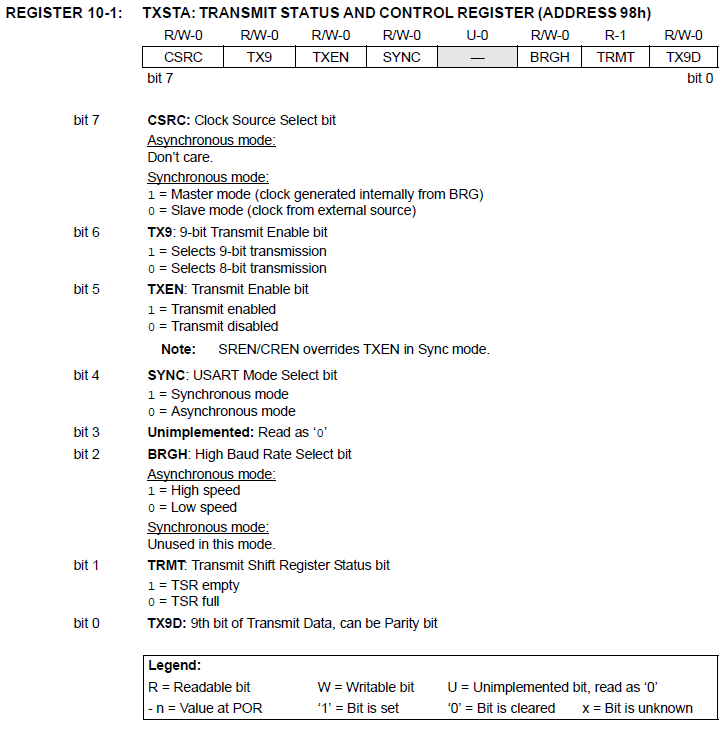 REGISTER 10-1: TXSTA: TRANSMIT STATUS AND CONTROL REGISTER (ADDRESS 98h)
R/W-0 R/W-0 R/W-0 R/W-0 U-0 R/W-0 R-1 R/W-0
CSRC TX9 TXEN SYNC — BRGH TRMT TX9D
bit 7 bit 0
bit 7 CSRC: Clock Source Select bit
Asynchronous mode:
Don't care.
Synchronous mode:
1 = Master mode (clock generated internally from BRG)
0 = Slave mode (clock from external source)
bit 6 TX9: 9-bit Transmit Enable bit
1 = Selects 9-bit transmission
0 = Selects 8-bit transmission
bit 5 TXEN: Transmit Enable bit
1 = Transmit enabled
0 = Transmit disabled
Note: SREN/CREN overrides TXEN in Sync mode.
bit 4 SYNC: USART Mode Select bit
1 = Synchronous mode
0 = Asynchronous mode
bit 3 Unimplemented: Read as '0'
bit 2 BRGH: High Baud Rate Select bit
Asynchronous mode:
1 = High speed
0 = Low speed
Synchronous mode:
Unused in this mode.
bit 1 TRMT: Transmit Shift Register Status bit
1 = TSR empty
0 = TSR full
bit 0 TX9D: 9th bit of Transmit Data, can be Parity bit
Legend:
R = Readable bit W = Writable bit U = Unimplemented bit, read as '0'
- n = Value at POR '1' = Bit is set '0' = Bit is cleared x = Bit is unknown